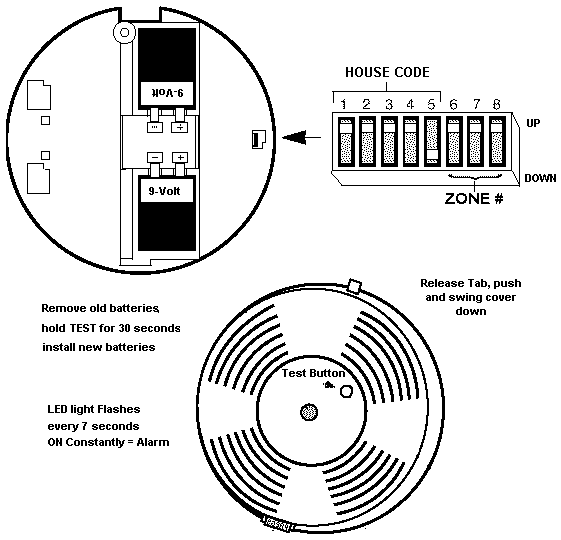 9-Volt
9-Volt
HOUSE CODE
1 2 3 4 5 6 7 8
UP
DOWN
ZONE #
Remove old batteries,
hold TEST for 30 seconds
install new batteries
Release Tab, push
and swing cover
down
Test Button
LED light Flashes
every 7 seconds
ON Constantly = Alarm